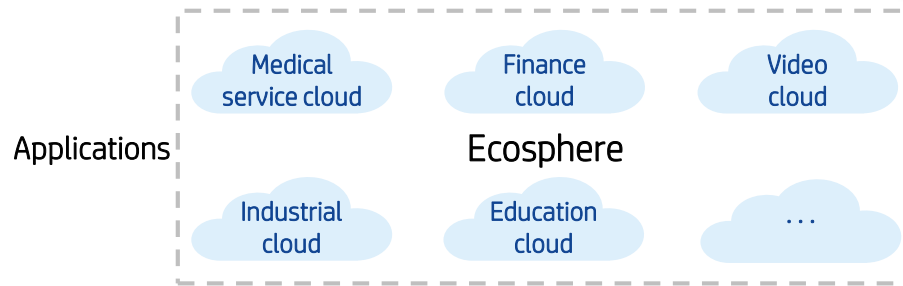 Medical
service cloud
Finance
cloud
Video
cloud
Applications
Ecosphere
Industrial
cloud
Education
cloud
...